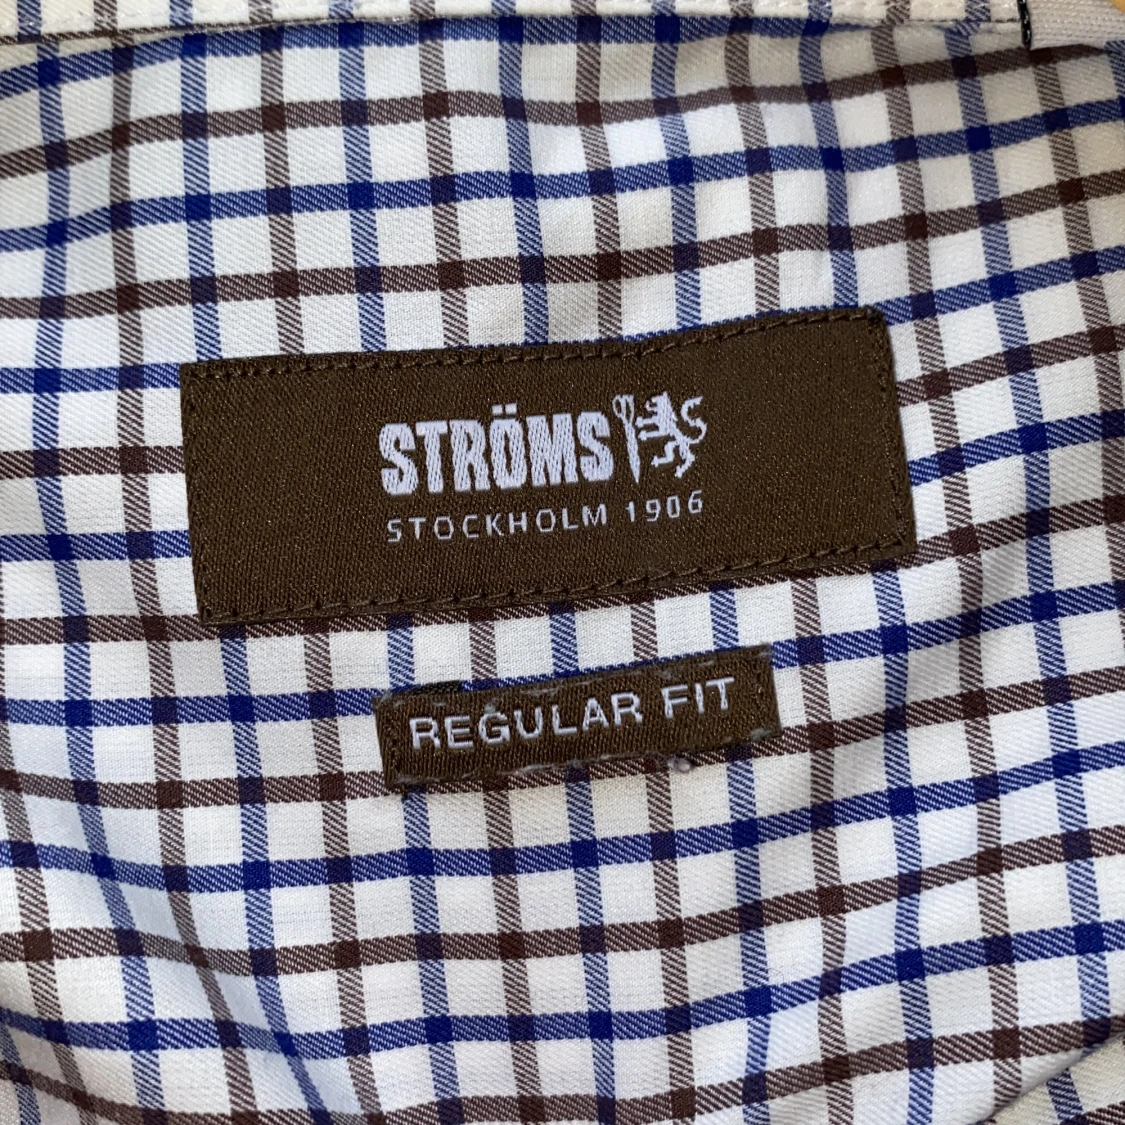 STRÖMS
STOCKHOLM 1906
REGULAR FIT